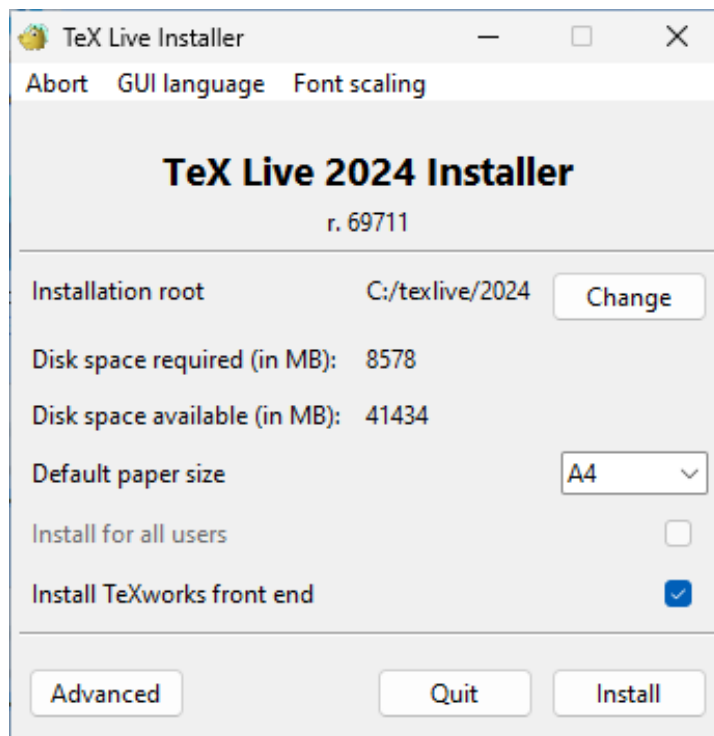 TeX Live Installer
Abort GUI language Font scaling
TeX Live 2024 Installer
r. 69711
Installation root C:/texlive/2024 Change
Disk space required (in MB): 8578
Disk space available (in MB): 41434
Default paper size A4
Install for all users
Install TeXworks front end
Advanced Quit Install